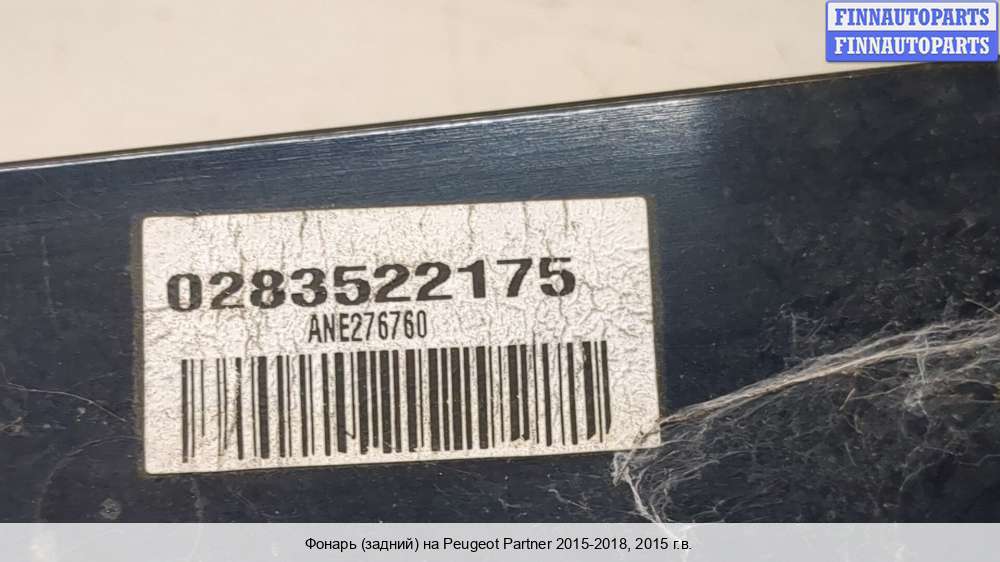 FINNAUTOPARTS
FINNAUTOPARTS
0283522175
ANE276760
Фонарь (задний) на Peugeot Partner 2015-2018, 2015 г.в.